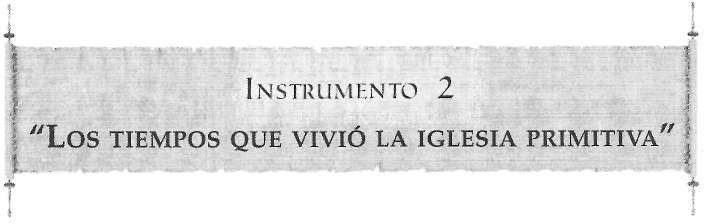 INSTRUMENTO 2
“LOS TIEMPOS QUE VIVIÓ LA IGLESIA PRIMITIVA”